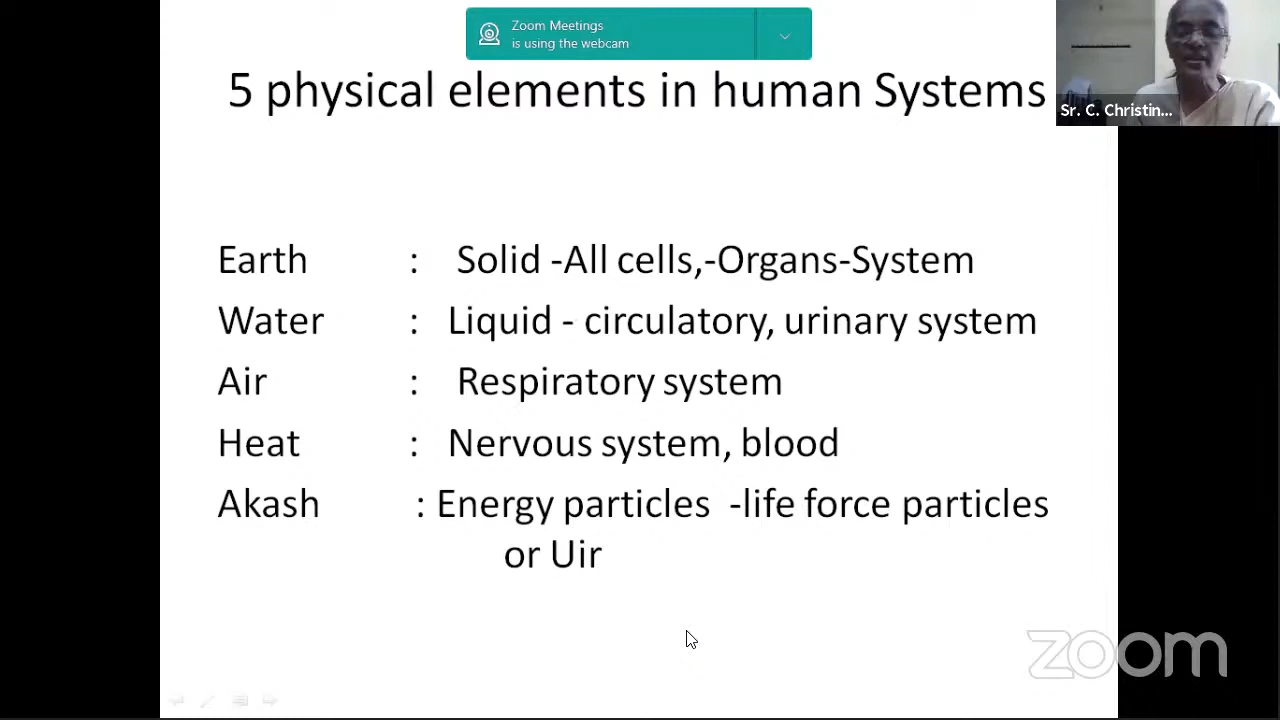 Zoom Meetings
is using the webcam
5 physical elements in human Systems
Sr. C. Christin...
Earth : Solid -All cells,-Organs-System
Water : Liquid - circulatory, urinary system
Air : Respiratory system
Heat : Nervous system, blood
Akash : Energy particles -life force particles
or Uir
zoom